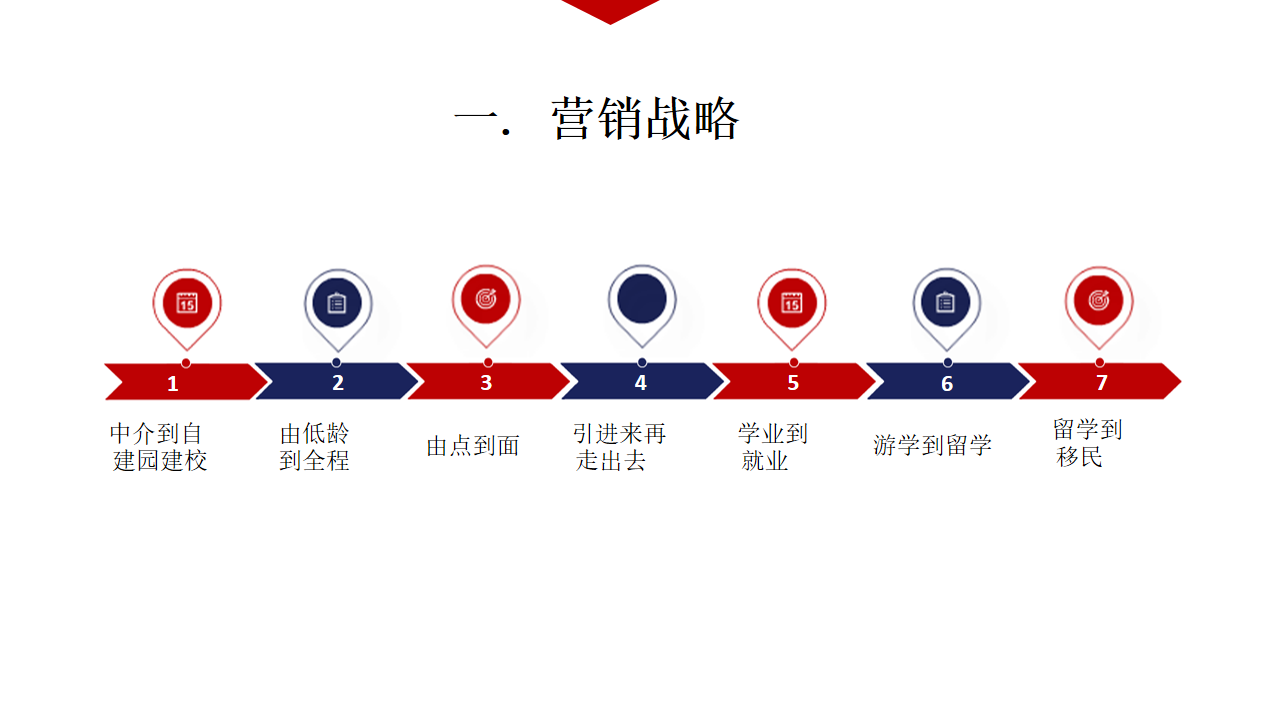 一. 营销战略
15
15
1
2
3
4
5
6
7
中介到自
建园建校
由低龄
到全程
由点到面
引进来再
走出去
学业到
就业
游学到留学
留学到
移民